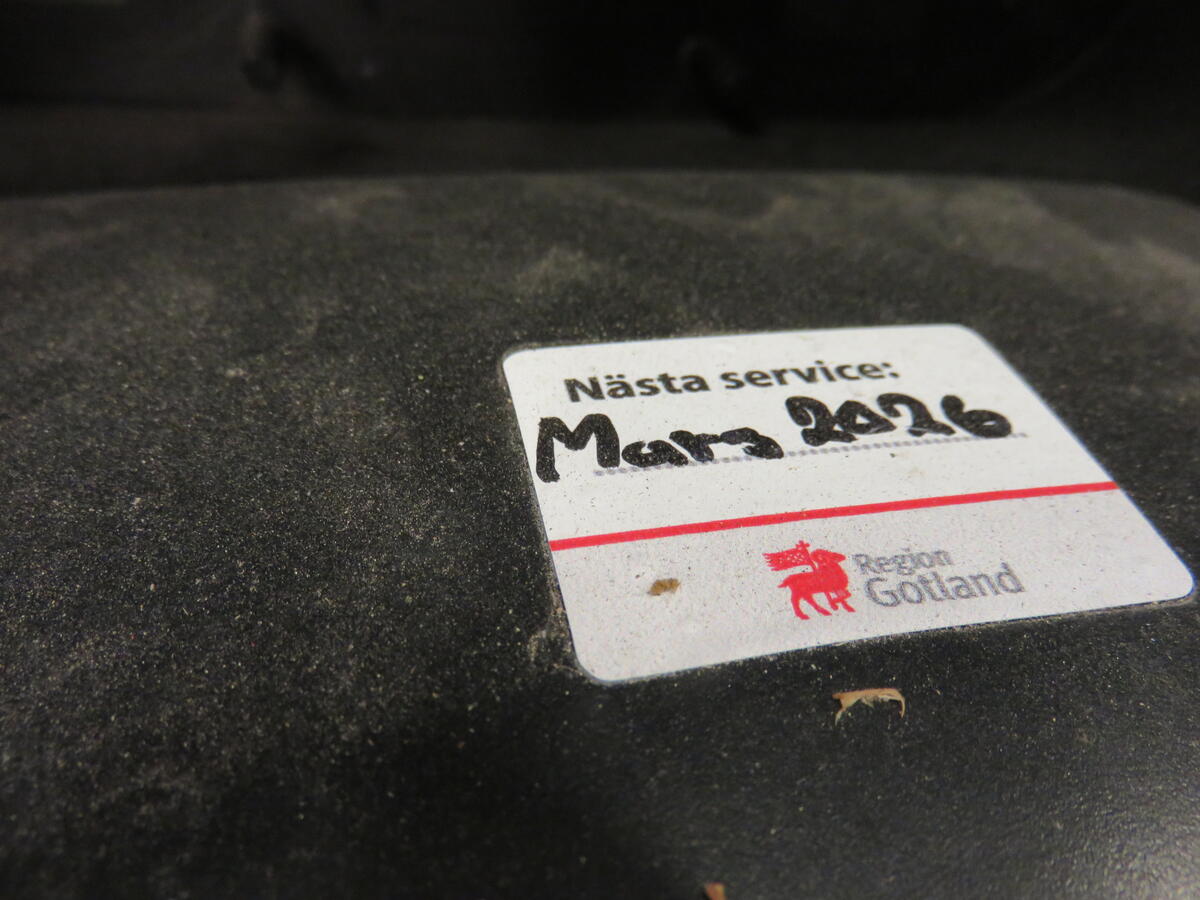 Nästa service:
Mars 2026
Region
Gotland